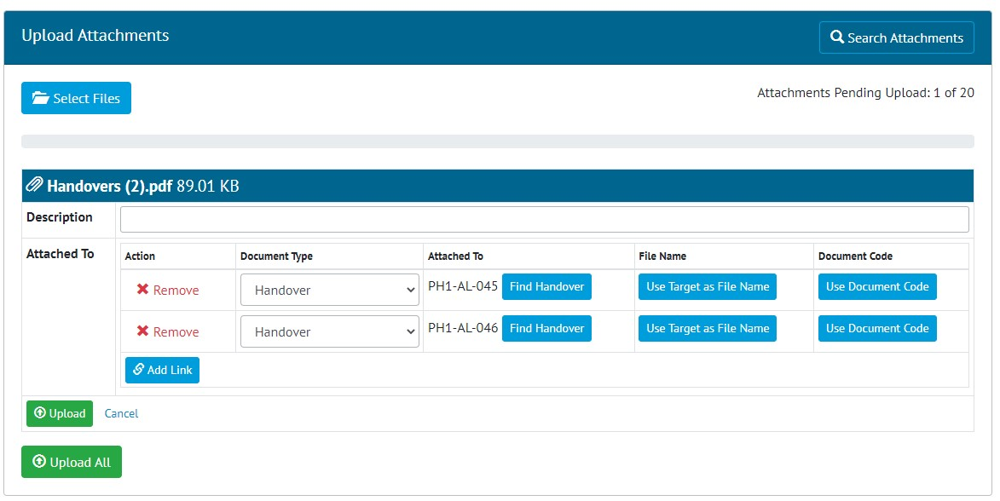 Upload Attachments
Search Attachments
Select Files
Attachments Pending Upload: 1 of 20
Handovers (2).pdf 89.01 KB
Description
Attached To
Action Document Type Attached To File Name Document Code
Remove Handover PH1-AL-045 Find Handover Use Target as File Name Use Document Code
Remove Handover PH1-AL-046 Find Handover Use Target as File Name Use Document Code
Add Link
Upload Cancel
Upload All